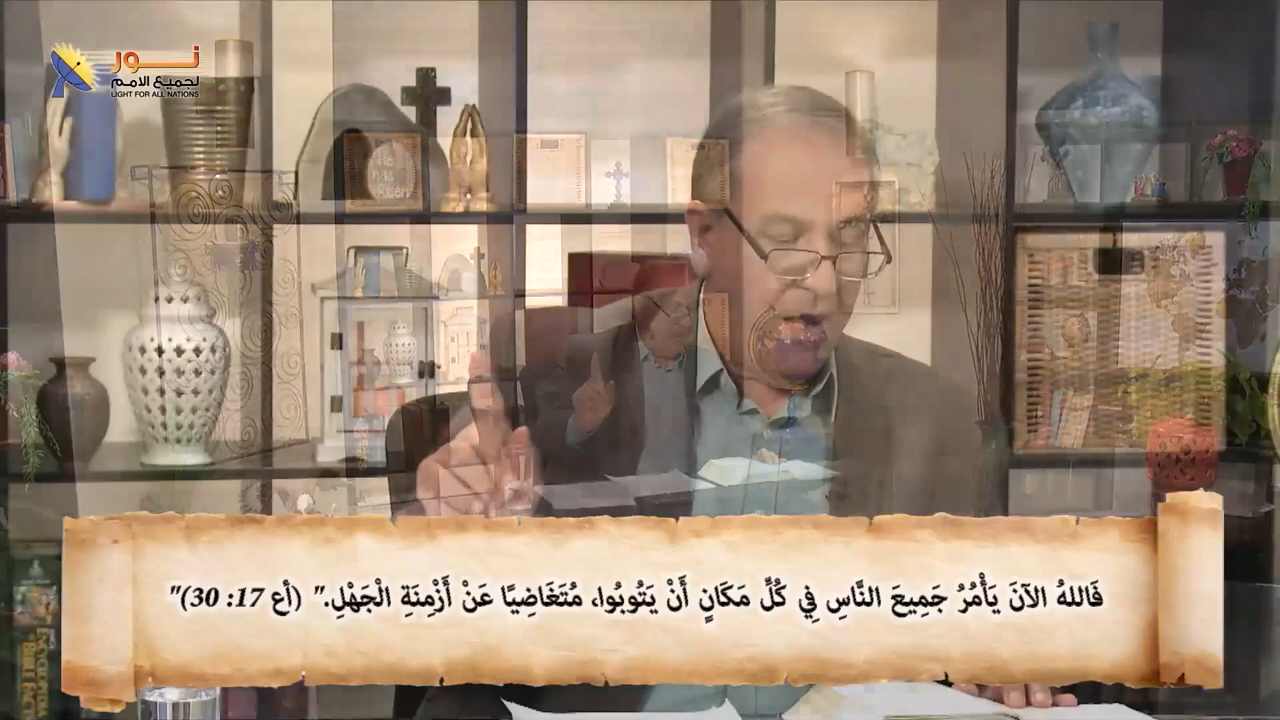 نور
لجميع الامم
LIGHT FOR ALL NATIONS
فَاللهُ الآنَ يَأْمُرُ جَمِيعَ النَّاسِ فِي كُلِّ مَكَانٍ أَنْ يَتُوبُوا، مُتَغَاضِيًا عَنْ أَزْمِنَةِ الْجَهْلِ." (أع 17: 30)"